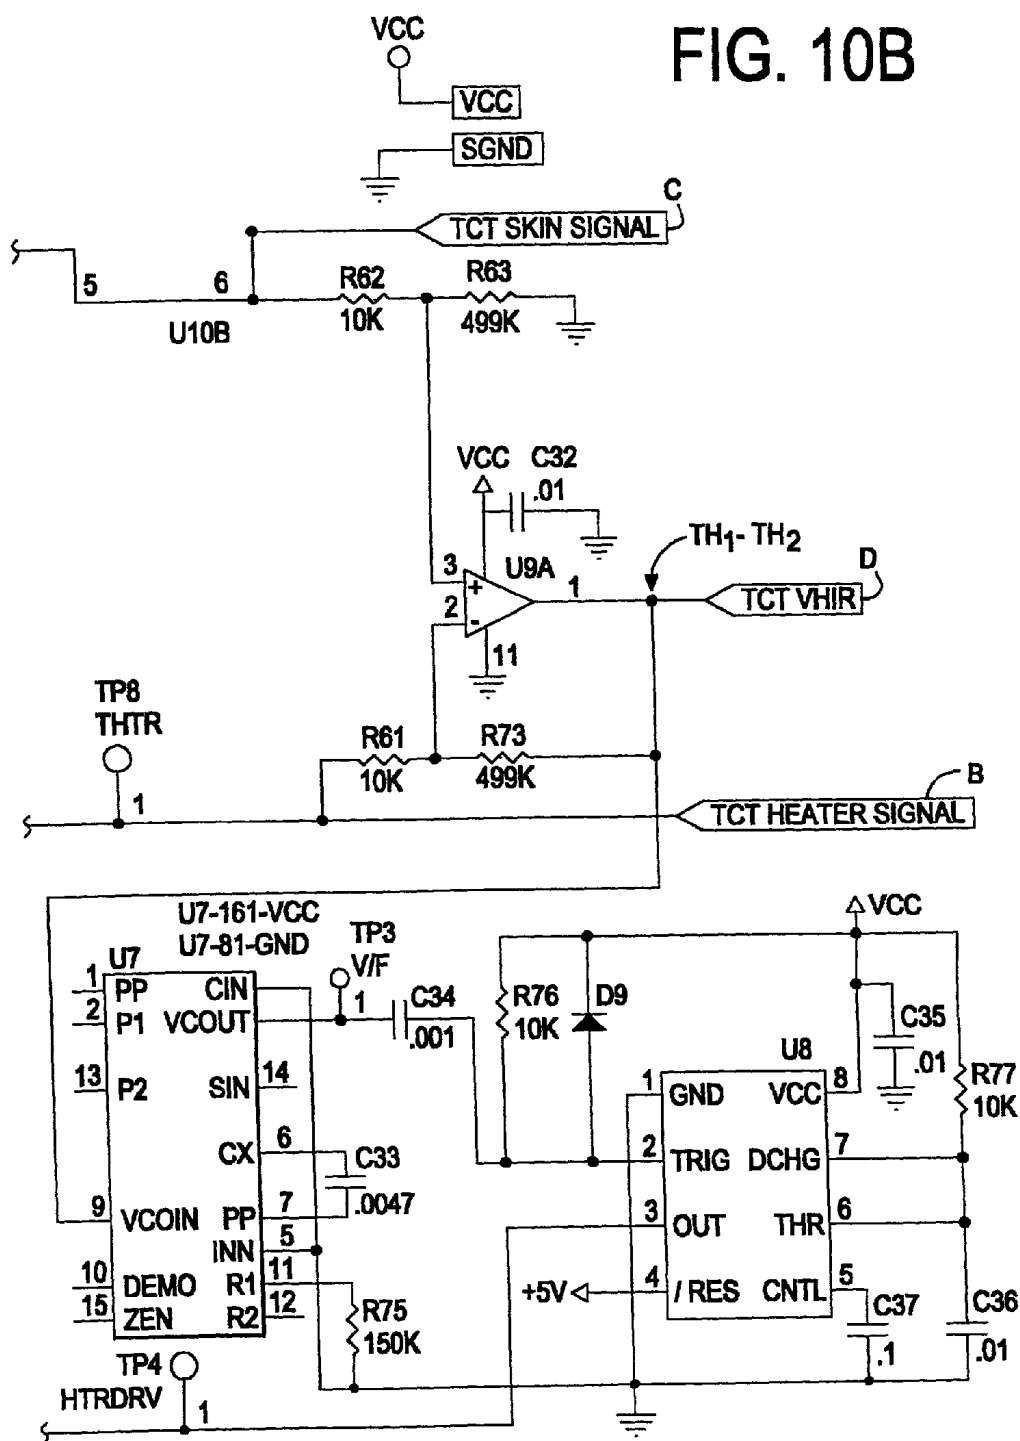 FIG. 10B
VCC
VCC
SGND
C
TCT SKIN SIGNAL
5
6
U10B
R62
10K
R63
499K
VCC
C32
.01
U9A
3
+
2
-
1
11
TH1- TH2
D
TCT VHIR
TP8
THTR
1
R61
10K
R73
499K
B
TCT HEATER SIGNAL
U7-161-VCC
U7-81-GND
U7
TP3
V/F
1
1
PP
CIN
2
P1
VCOUT
13
P2
SIN
14
CX
6
C33
.0047
9
VCOIN
PP
7
INN
5
10
DEMO
R1
11
15
ZEN
R2
12
R75
150K
C34
.001
R76
10K
D9
VCC
C35
.01
R77
10K
U8
1
GND
VCC
8
2
TRIG
DCHG
7
3
OUT
THR
6
+5V
4
/ RES
CNTL
5
C37
.1
C36
.01
TP4
HTRDRV
1